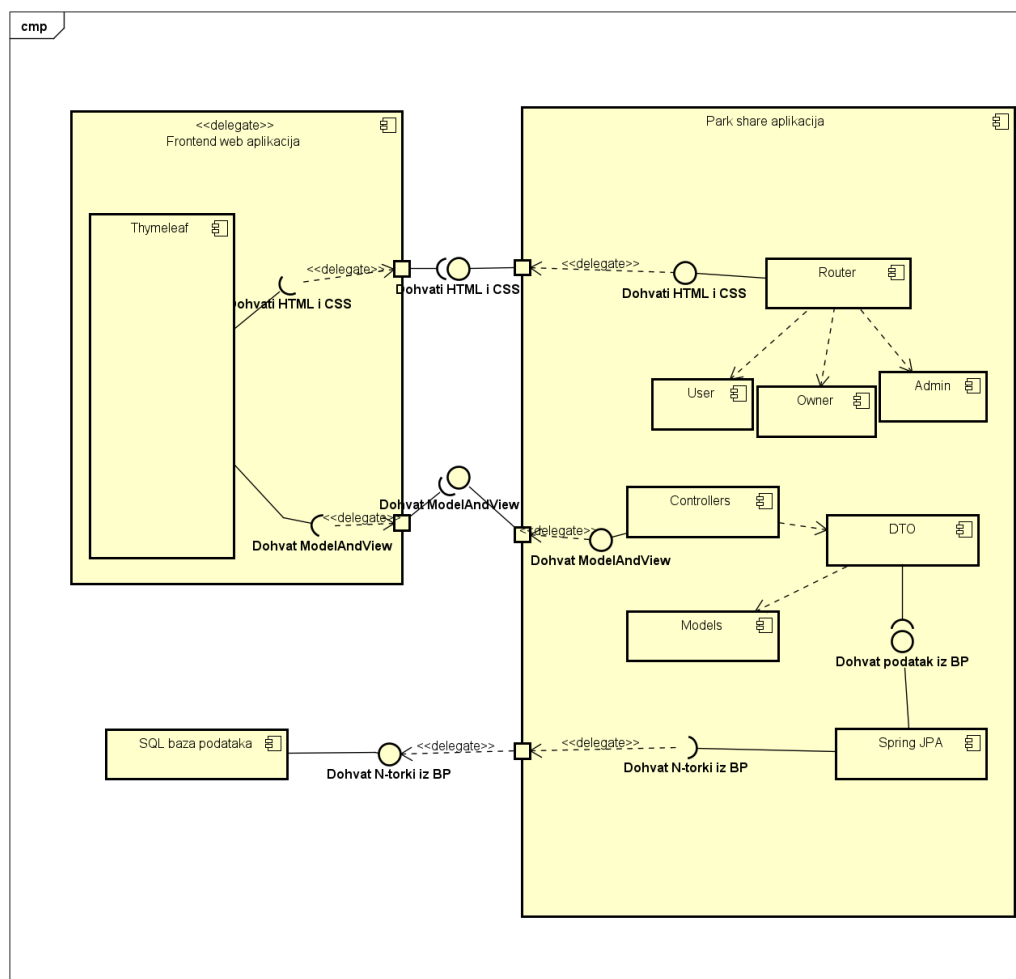 cmp
<<delegate>>
Frontend web aplikacija
Park share aplikacija
Thymeleaf
<<delegate>>
Dohvati HTML i CSS
Dohvati HTML i CSS
<<delegate>>
Dohvati HTML i CSS
Router
User
Owner
Admin
<<delegate>>
Dohvat ModelAndView
Dohvat ModelAndView
<<delegate>>
Dohvat ModelAndView
Controllers
DTO
Models
Dohvat podatak iz BP
SQL baza podataka
<<delegate>>
Dohvat N-torki iz BP
<<delegate>>
Dohvat N-torki iz BP
Spring JPA